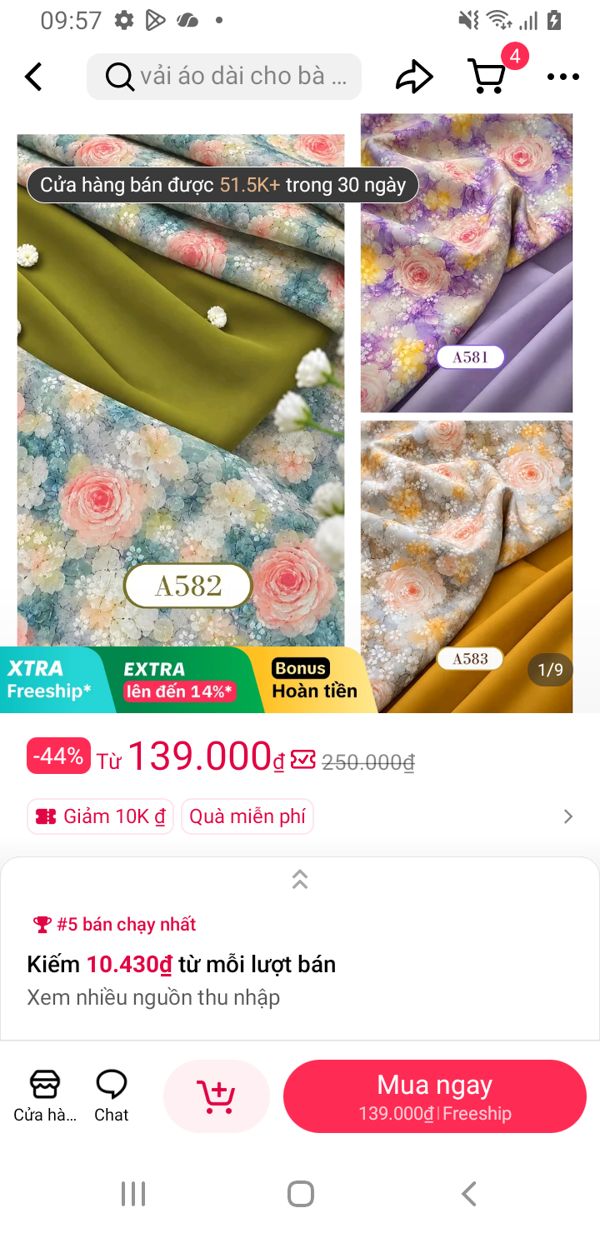 09:57
vải áo dài cho bà ...
4
Cửa hàng bán được 51.5K+ trong 30 ngày
A581
A582
A583
1/9
XTRA
Freeship*
EXTRA
lên đến 14%*
Bonus
Hoàn tiền
-44% Từ 139.000₫ 250.000₫
Giảm 10K ₫ Quà miễn phí
#5 bán chạy nhất
Kiếm 10.430₫ từ mỗi lượt bán
Xem nhiều nguồn thu nhập
Cửa hà... Chat
Mua ngay
139.000₫|Freeship